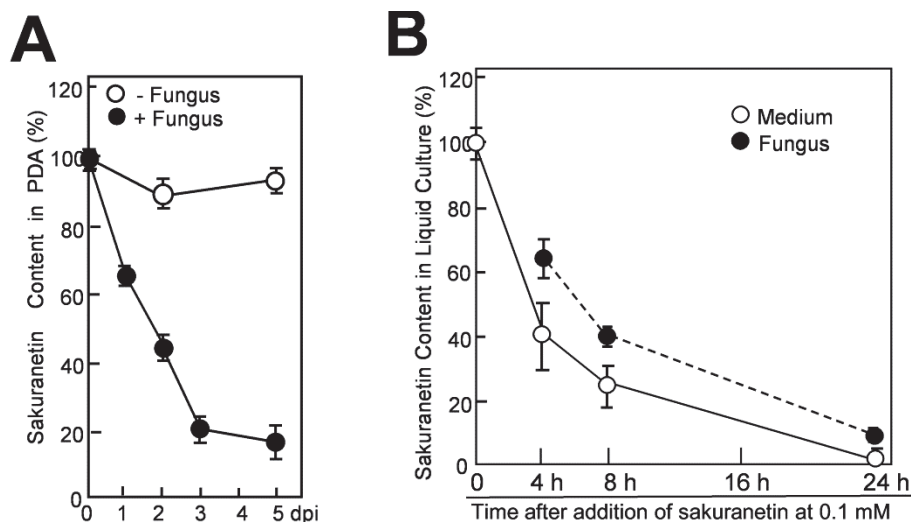 A
Sakuranetin Content in PDA (%)
120
100
80
60
40
20
0
- Fungus
+ Fungus
0 1 2 3 4 5 dpi
B
Sakuranetin Content in Liquid Culture (%)
120
100
80
60
40
20
0
Medium
Fungus
0 4 h 8 h 16 h 24 h
Time after addition of sakuranetin at 0.1 mM